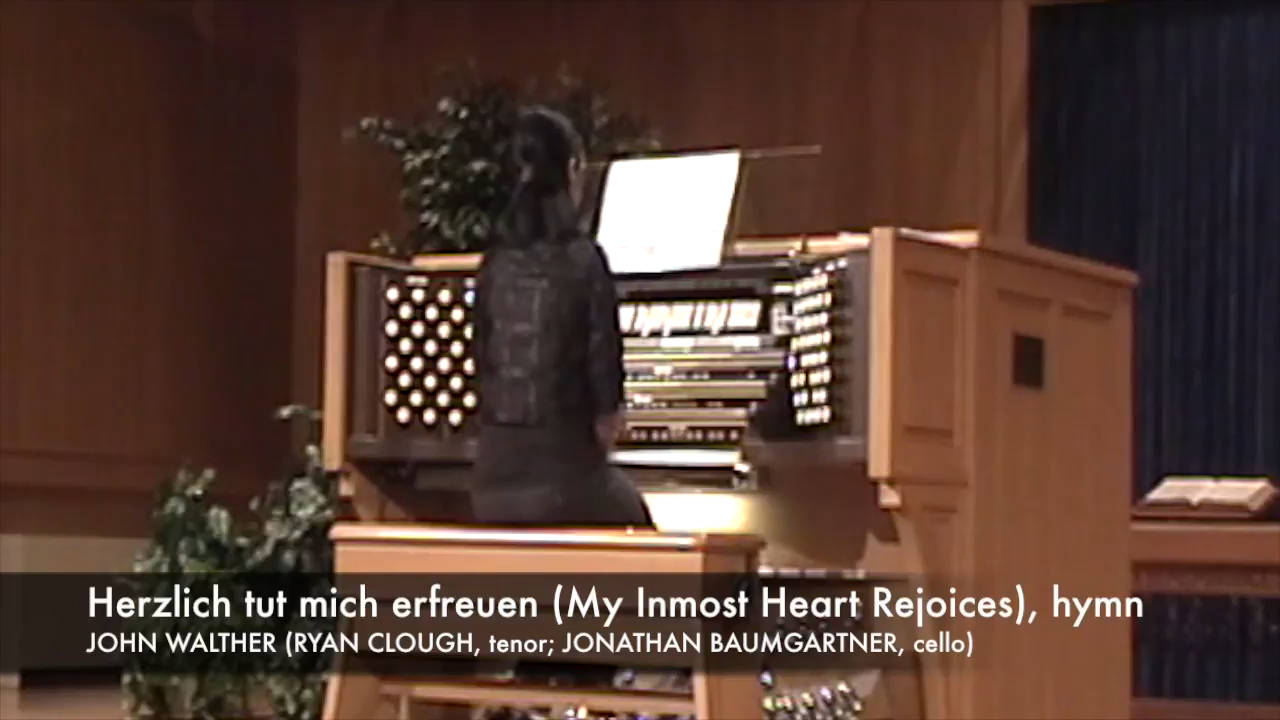 Herzlich tut mich erfreuen (My Inmost Heart Rejoices), hymn
JOHN WALTHER (RYAN CLOUGH, tenor; JONATHAN BAUMGARTNER, cello)